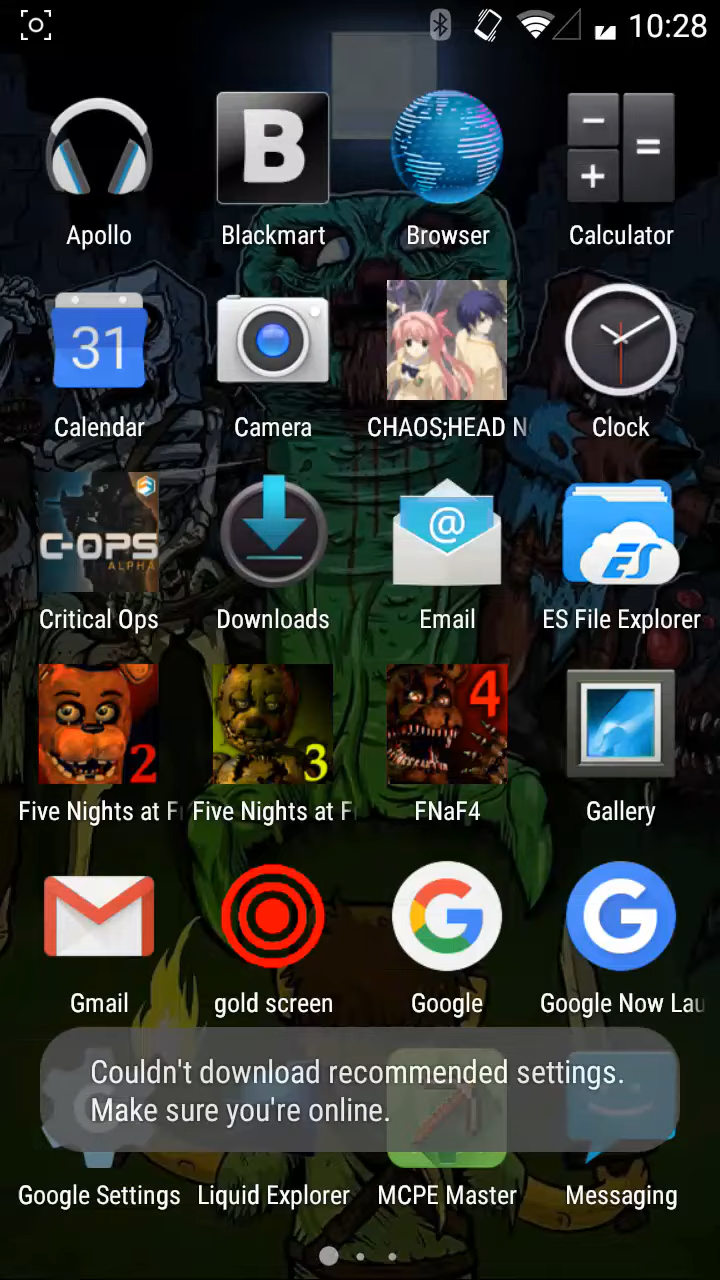 10:28
B
Apollo
Blackmart
Browser
Calculator
31
Calendar
Camera
CHAOS;HEAD N
Clock
C-OPS
ALPHA
@
ES
Critical Ops
Downloads
Email
ES File Explorer
2
3
4
Five Nights at F
Five Nights at F
FNaF4
Gallery
G
G
Gmail
gold screen
Google
Google Now Lau
Couldn't download recommended settings.
Make sure you're online.
Google Settings
Liquid Explorer
MCPE Master
Messaging